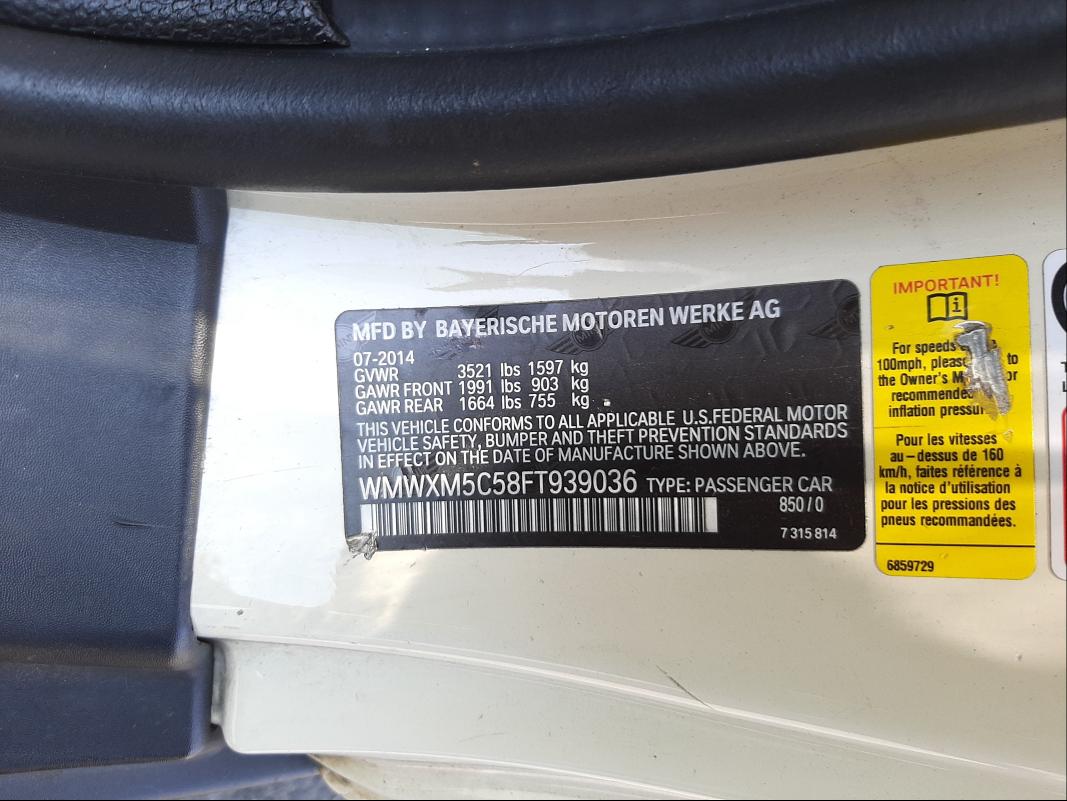 MFD BY BAYERISCHE MOTOREN WERKE AG
07-2014
GVWR 3521 lbs 1597 kg
GAWR FRONT 1991 lbs 903 kg
GAWR REAR 1664 lbs 755 kg
THIS VEHICLE CONFORMS TO ALL APPLICABLE U.S.FEDERAL MOTOR
VEHICLE SAFETY, BUMPER AND THEFT PREVENTION STANDARDS
IN EFFECT ON THE DATE OF MANUFACTURE SHOWN ABOVE.
WMWXM5C58FT939036 TYPE: PASSENGER CAR
850/0
7 315 814
IMPORTANT!
For speeds
100mph, to
the Owner's
recommended
inflation
Pour les vitesses
au-dessus de 160
km/h, faites référence à
la notice d'utilisation
pour les pressions des
pneus recommandées.
6859729